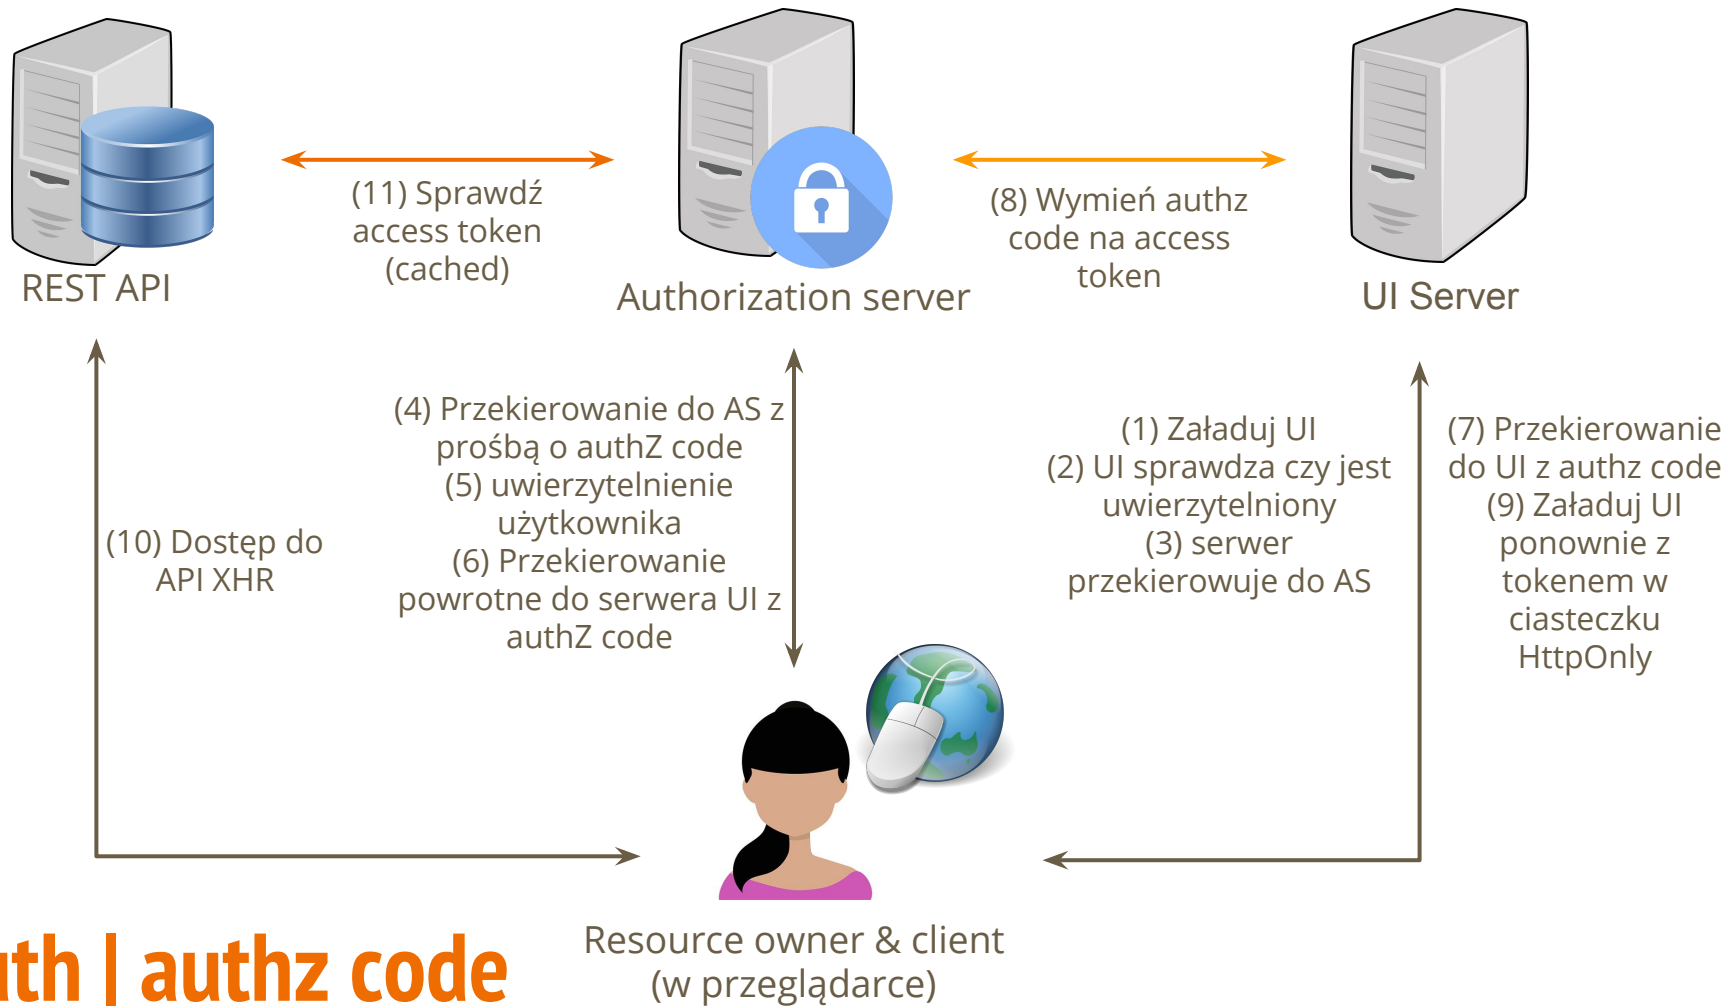 (11) Sprawdź
access token
(cached)
(8) Wymień authz
code na access
token
REST API
Authorization server
UI Server
(4) Przekierowanie do AS z
prośbą o authZ code
(5) uwierzytelnienie
użytkownika
(6) Przekierowanie
powrotne do serwera UI z
authZ code
(1) Załaduj UI
(2) UI sprawdza czy jest
uwierzytelniony
(3) serwer
przekierowuje do AS
(7) Przekierowanie
do UI z authz code
(9) Załaduj UI
ponownie z
tokenem w
ciasteczku
HttpOnly
(10) Dostęp do
API XHR
Resource owner & client
(w przeglądarce)
uth | authz code